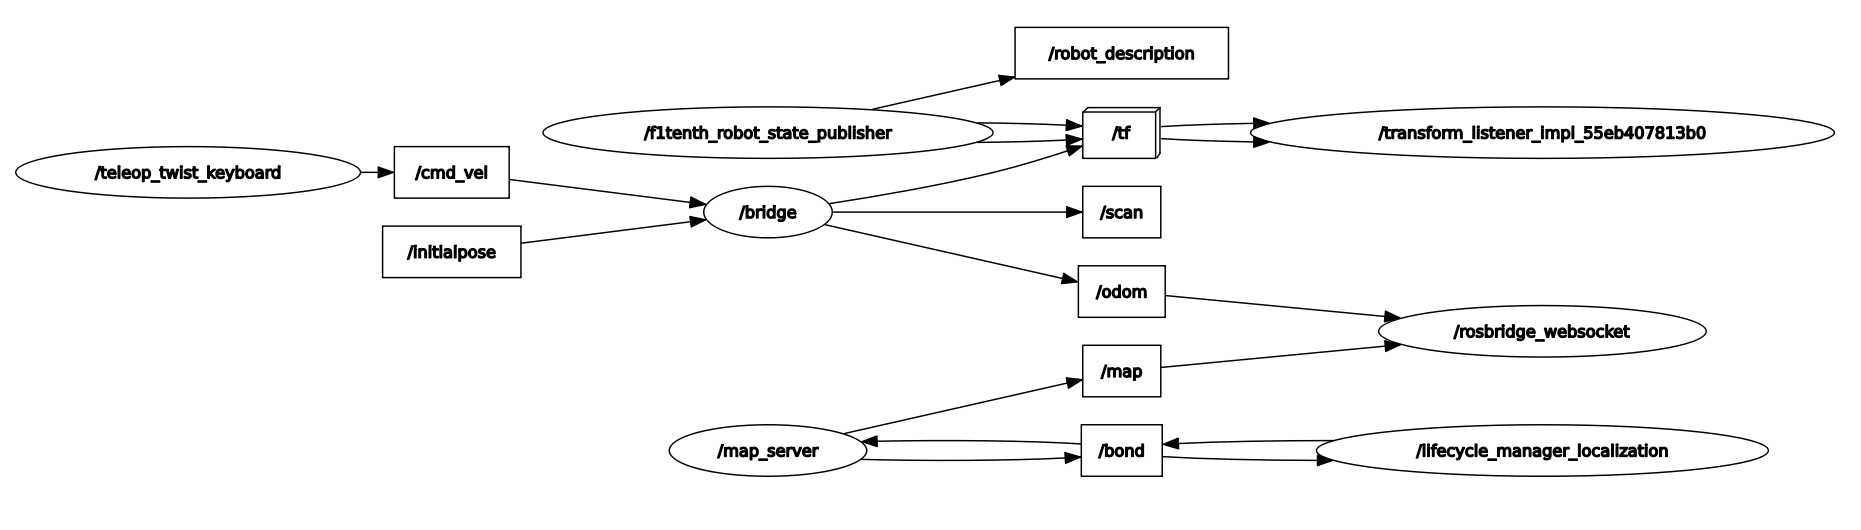 /robot_description
/f1tenth_robot_state_publisher
/tf
/transform_listener_impl_55eb407813b0
/teleop_twist_keyboard
/cmd_vel
/bridge
/scan
/initialpose
/odom
/rosbridge_websocket
/map
/map_server
/bond
/lifecycle_manager_localization